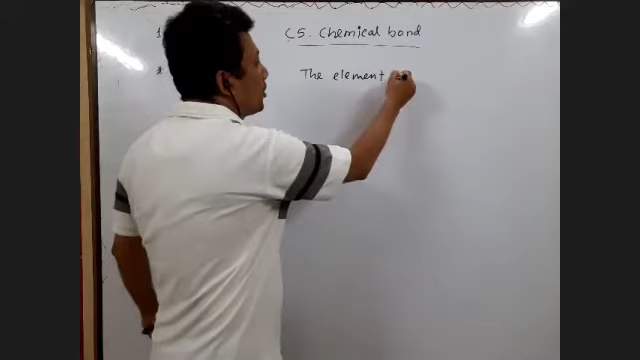 C5. Chemical bond
The element